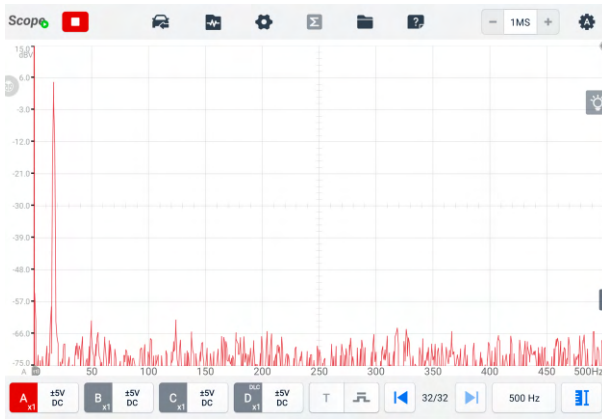 Scope
Σ
?
− 1MS +
A
15.0
dBV
6.0
-3.0
-12.0
-21.0
-30.0
-39.0
-48.0
-57.0
-66.0
-75.0
A 50 100 150 200 250 300 350 400 450 500Hz
A x1 ±5V DC
B x1 ±5V DC
C x1 ±5V DC
DLC D x1 ±5V DC
T
32/32
500 Hz